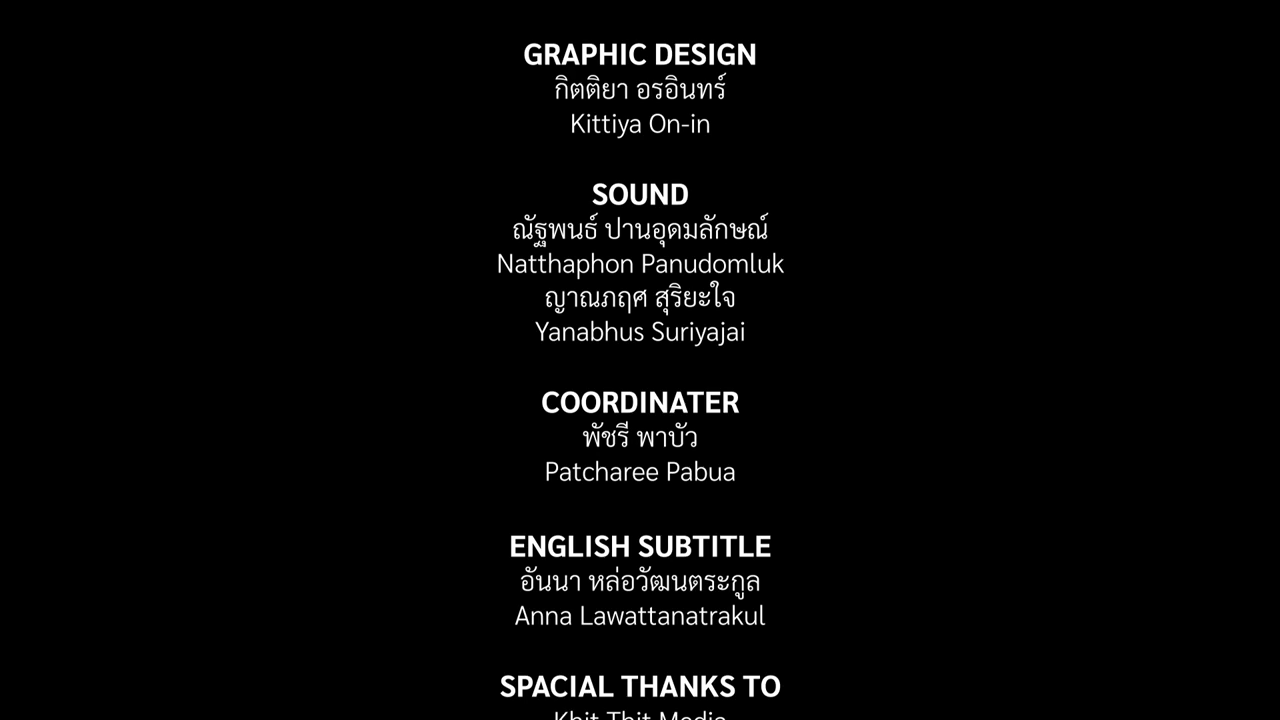 GRAPHIC DESIGN
กิตติยา อรอินทร์
Kittiya On-in
SOUND
ณัฐพนธ์ ปานอุดมลักษณ์
Natthaphon Panudomluk
ญาณภฤศ สุริยะใจ
Yanabhus Suriyajai
COORDINATER
พัชรี พาบัว
Patcharee Pabua
ENGLISH SUBTITLE
อันนา หล่อวัฒนตระกูล
Anna Lawattanatrakul
SPACIAL THANKS TO
Khit Thit Media